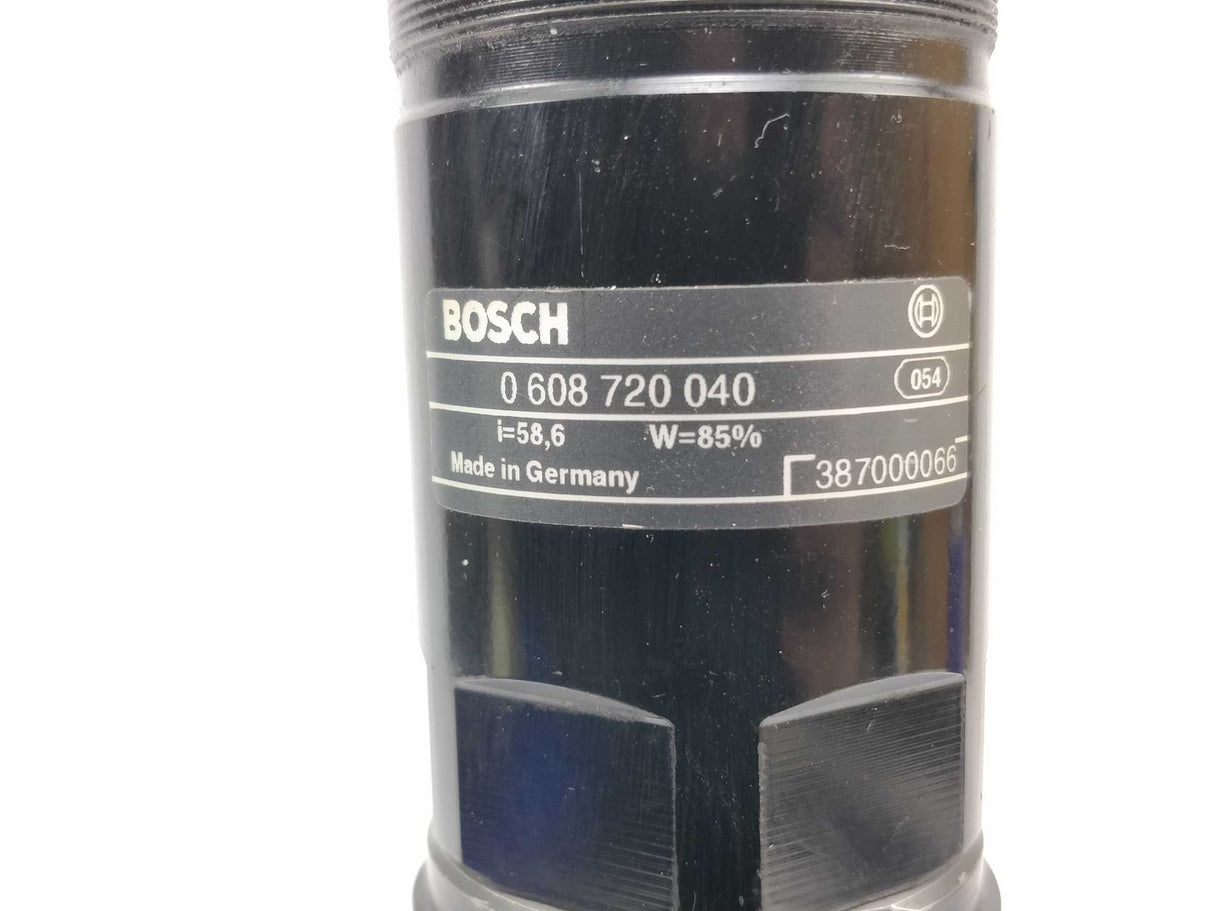 BOSCH
0 608 720 040 054
i=58,6 W=85%
Made in Germany 387000066